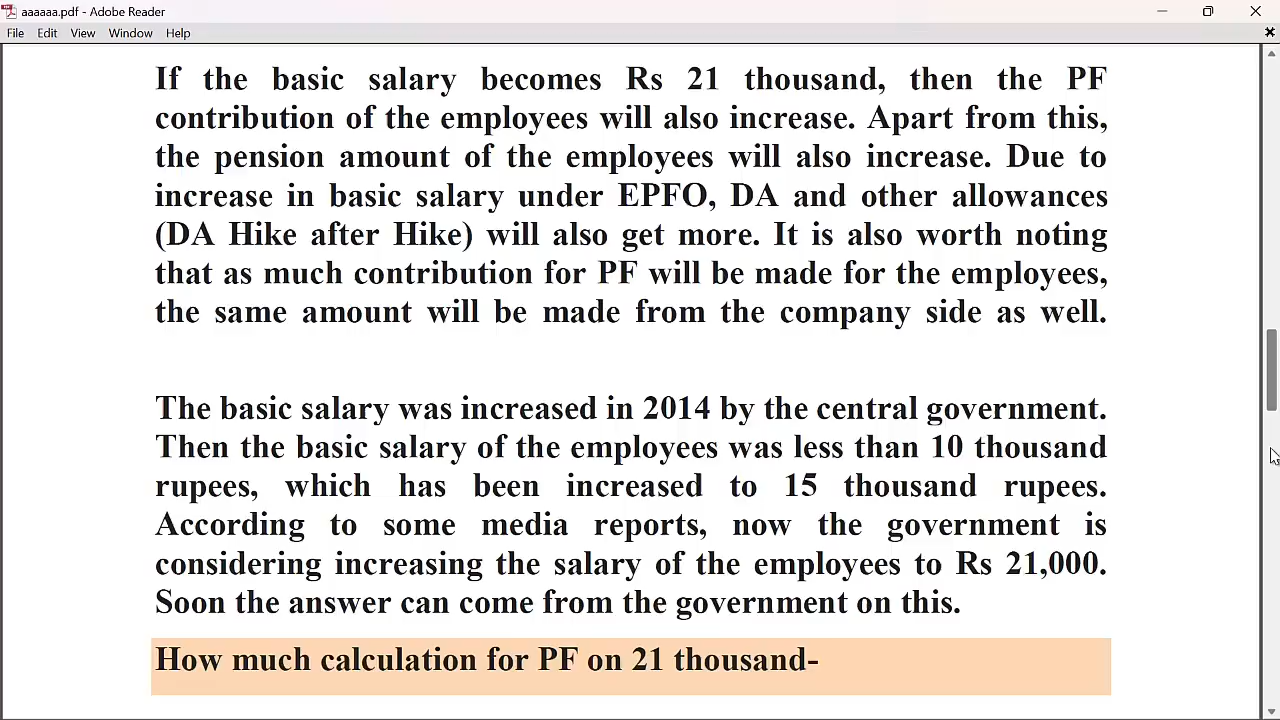 aaaaaa.pdf - Adobe Reader
File Edit View Window Help
If the basic salary becomes Rs 21 thousand, then the PF
contribution of the employees will also increase. Apart from this,
the pension amount of the employees will also increase. Due to
increase in basic salary under EPFO, DA and other allowances
(DA Hike after Hike) will also get more. It is also worth noting
that as much contribution for PF will be made for the employees,
the same amount will be made from the company side as well.
The basic salary was increased in 2014 by the central government.
Then the basic salary of the employees was less than 10 thousand
rupees, which has been increased to 15 thousand rupees.
According to some media reports, now the government is
considering increasing the salary of the employees to Rs 21,000.
Soon the answer can come from the government on this.
How much calculation for PF on 21 thousand-